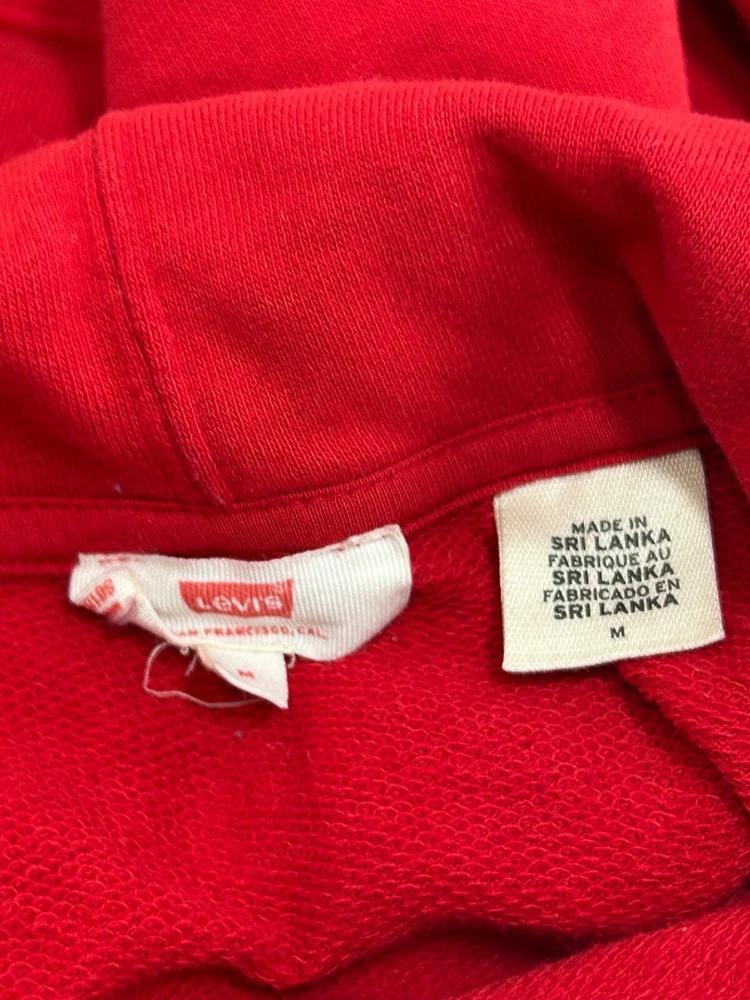 LEVI'S
SAN FRANCISCO, CAL.
M
MADE IN
SRI LANKA
FABRIQUE AU
SRI LANKA
FABRICADO EN
SRI LANKA
M